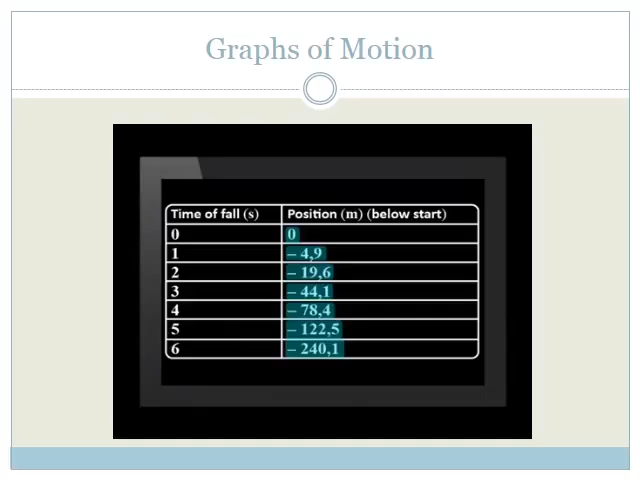 Graphs of Motion
Time of fall (s) Position (m) (below start)
0 0
1 – 4,9
2 – 19,6
3 – 44,1
4 – 78,4
5 – 122,5
6 – 240,1